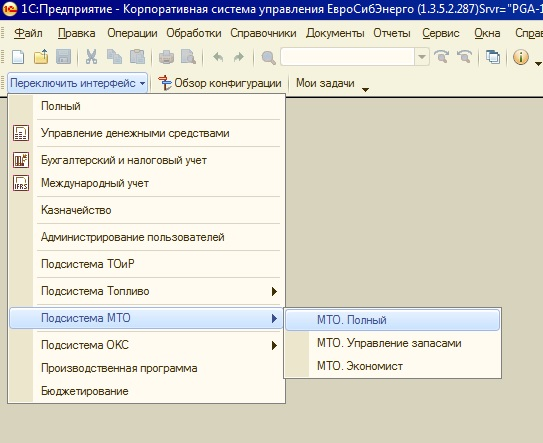 1С:Предприятие - Корпоративная система управления ЕвроСибЭнерго (1.3.5.2.287)Srvr="PGA-1
Файл Правка Операции Обработки Справочники Документы Отчеты Сервис Окна Справ
Переключить интерфейс Обзор конфигурации Мои задачи
Полный
Управление денежными средствами
Бухгалтерский и налоговый учет
IFRS Международный учет
Казначейство
Администрирование пользователей
Подсистема ТОиР
Подсистема Топливо
Подсистема МТО
МТО. Полный
МТО. Управление запасами
Подсистема ОКС
МТО. Экономист
Производственная программа
Бюджетирование